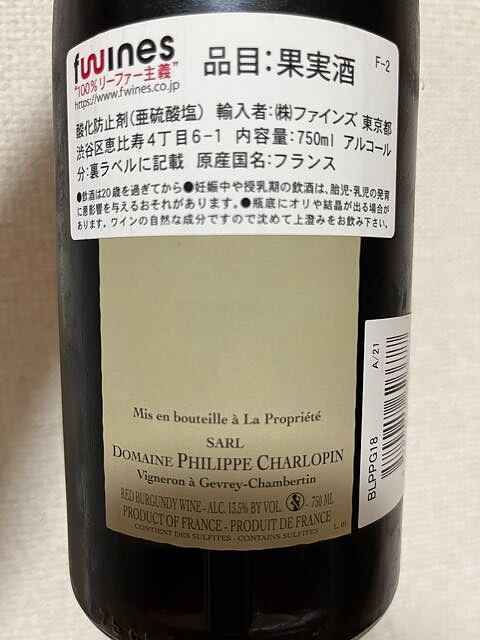 fwines
"100%リーファー主義"
https://www.fwines.co.jp
品目：果実酒
F-2
酸化防止剤（亜硫酸塩） 輸入者：㈱ファインズ 東京都
渋谷区恵比寿４丁目６-１ 内容量：750ml アルコール
分：裏ラベルに記載 原産国名：フランス
●飲酒は20歳を過ぎてから●妊娠中や授乳期の飲酒は、胎児・乳児の発育
に悪影響を与えるおそれがあります。●瓶底にオリや結晶が出る場合が
あります。ワインの自然な成分ですので沈めて上澄みをお飲み下さい。
Mis en bouteille à La Propriété
SARL
DOMAINE PHILIPPE CHARLOPIN
Vigneron à Gevrey-Chambertin
RED BURGUNDY WINE - ALC. 13.5% BY VOL. - 750 ML
PRODUCT OF FRANCE - PRODUIT DE FRANCE
CONTIENT DES SULFITES - CONTAINS SULFITES
L. 01
A/21
BLPPG18